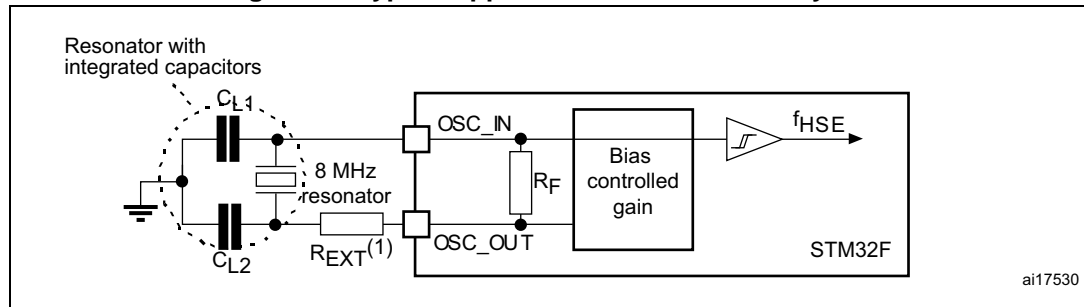 Resonator with
integrated capacitors
CL1
OSC_IN
fHSE
8 MHz
resonator
RF
Bias
controlled
gain
REXT(1)
OSC_OUT
STM32F
CL2
ai17530